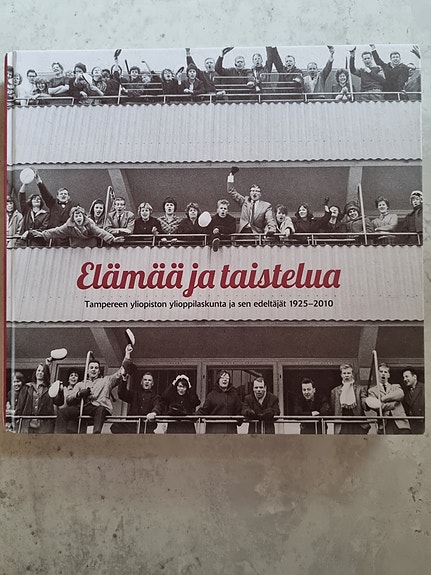 Elämää ja taistelua
Tampereen yliopiston ylioppilaskunta ja sen edeltäjät 1925–2010